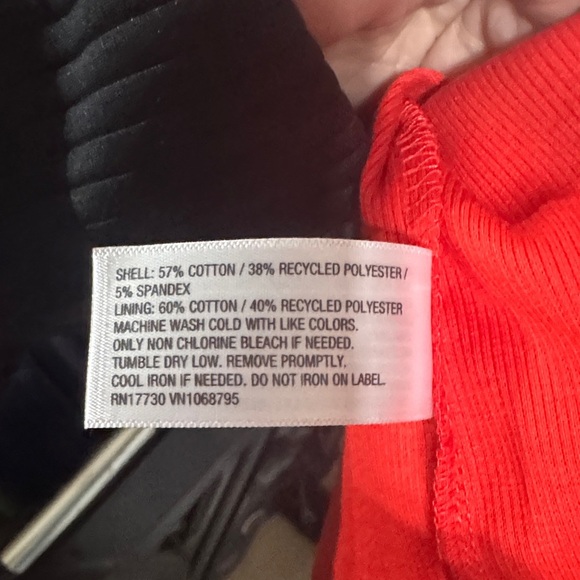 SHELL: 57% COTTON / 38% RECYCLED POLYESTER /
5% SPANDEX
LINING: 60% COTTON / 40% RECYCLED POLYESTER
MACHINE WASH COLD WITH LIKE COLORS.
ONLY NON CHLORINE BLEACH IF NEEDED.
TUMBLE DRY LOW. REMOVE PROMPTLY.
COOL IRON IF NEEDED. DO NOT IRON ON LABEL.
RN17730 VN1068795